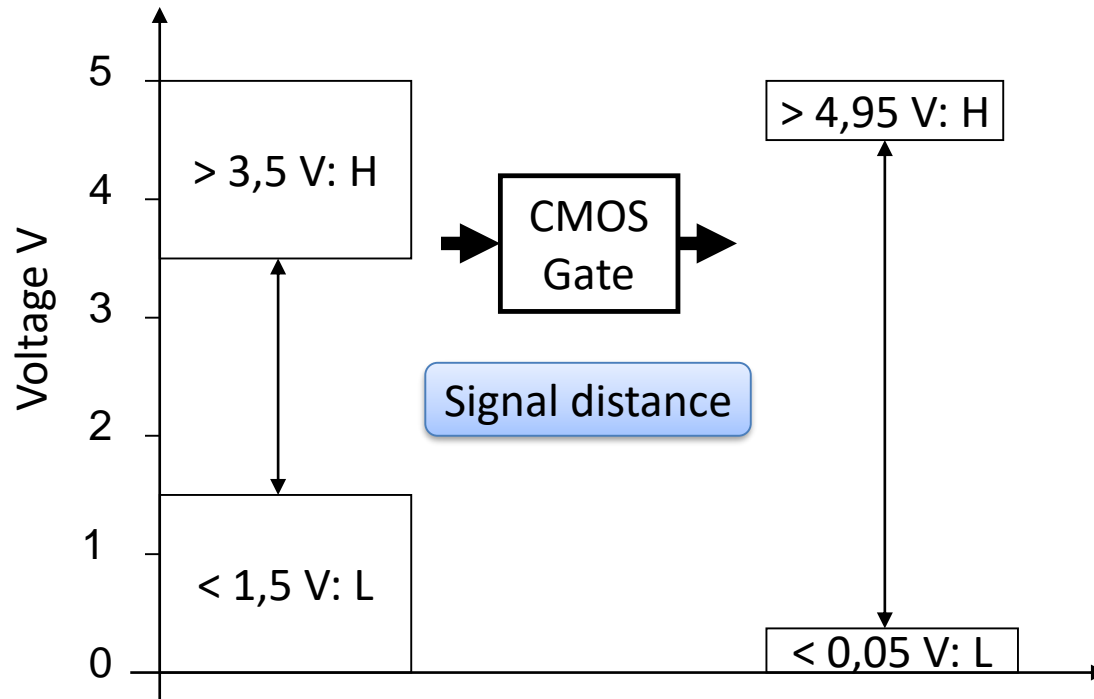 5
4
3
2
1
0
Voltage V
> 3,5 V: H
< 1,5 V: L
CMOS
Gate
Signal distance
> 4,95 V: H
< 0,05 V: L